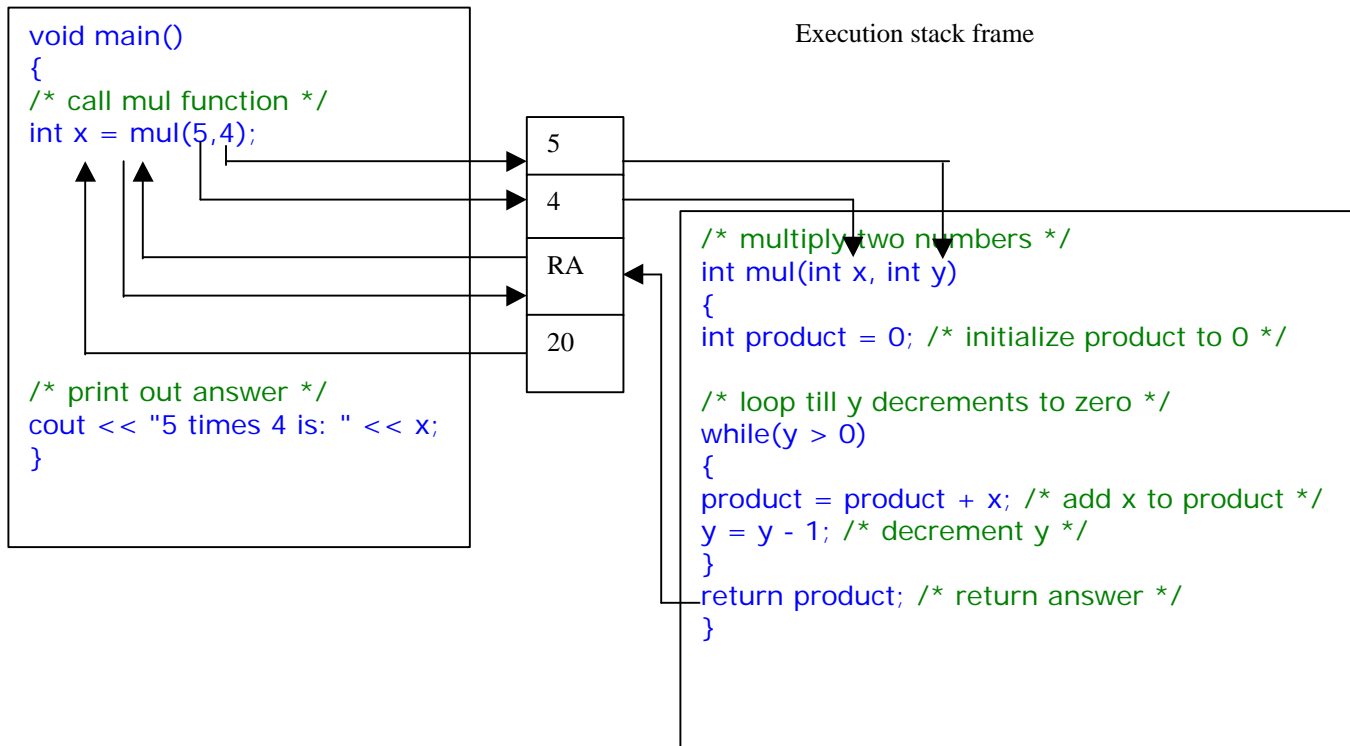 Execution stack frame
void main()
{
/* call mul function */
int x = mul(5,4);
/* print out answer */
cout << "5 times 4 is: " << x;
}
5
4
RA
20
/* multiply two numbers */
int mul(int x, int y)
{
int product = 0; /* initialize product to 0 */
/* loop till y decrements to zero */
while(y > 0)
{
product = product + x; /* add x to product */
y = y - 1; /* decrement y */
}
return product; /* return answer */
}